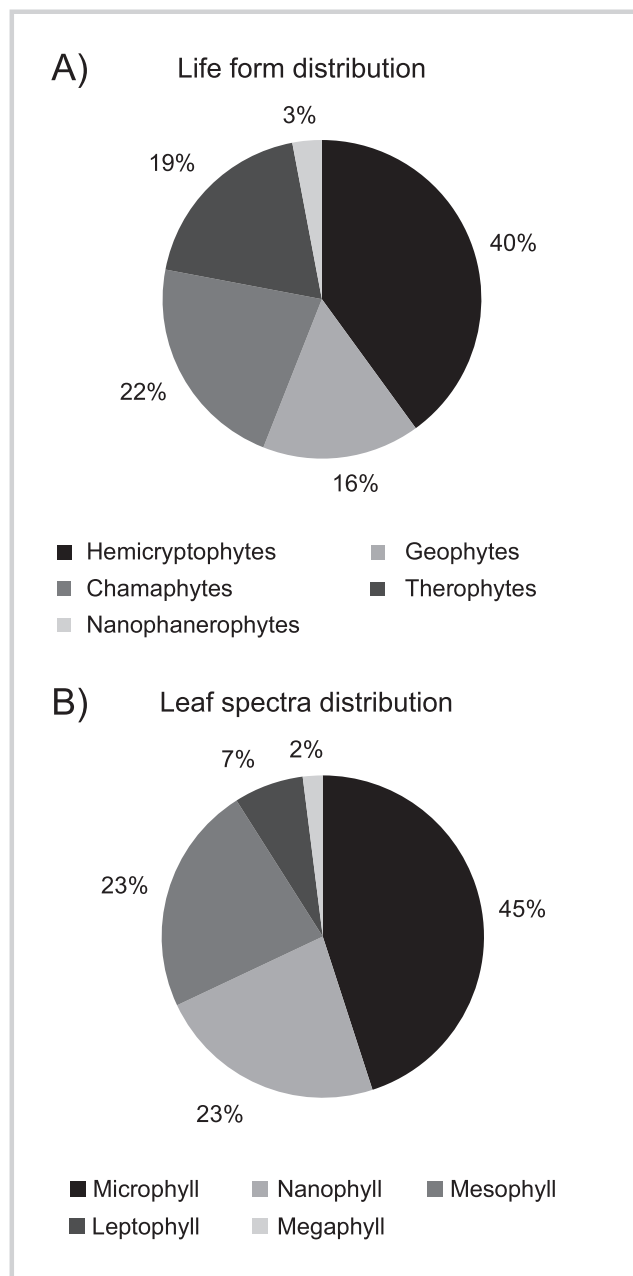 A) Life form distribution
3%
19%
40%
22%
16%
Hemicryptophytes Geophytes
Chamaphytes Therophytes
Nanophanerophytes
B) Leaf spectra distribution
7% 2%
23%
45%
23%
Microphyll Nanophyll Mesophyll
Leptophyll Megaphyll